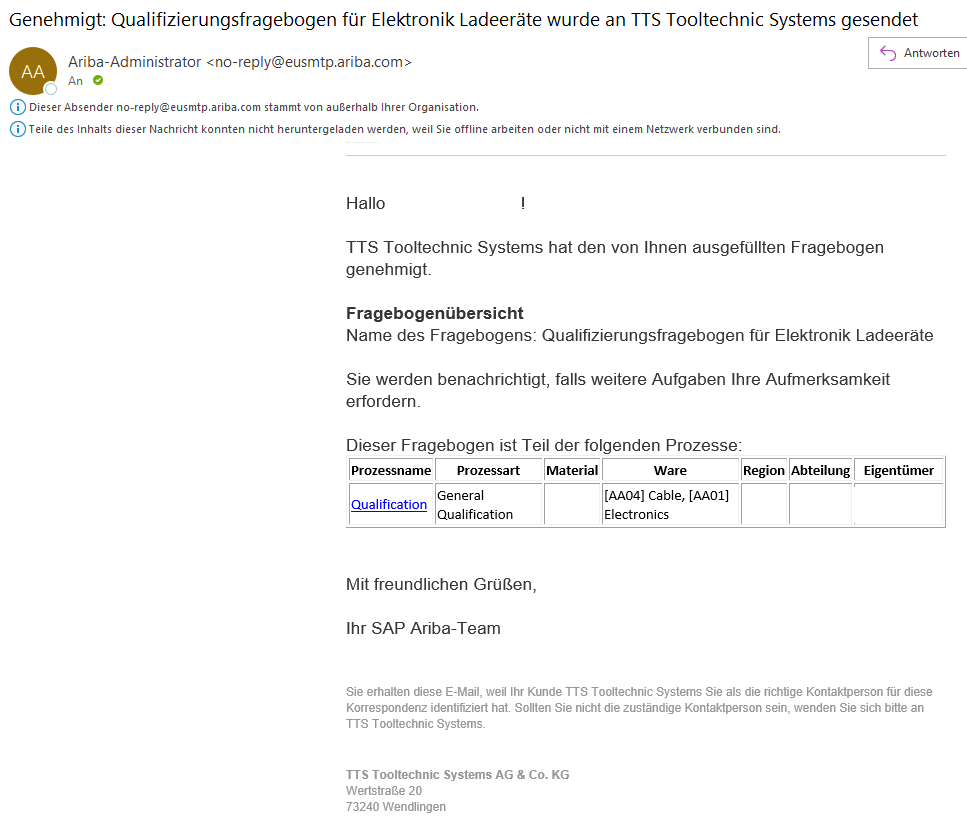 Genehmigt: Qualifizierungsfragebogen für Elektronik Ladeeräte wurde an TTS Tooltechnic Systems gesendet
AA
Ariba-Administrator <no-reply@eusmtp.ariba.com>
An
Antworten
Dieser Absender no-reply@eusmtp.ariba.com stammt von außerhalb Ihrer Organisation.
Teile des Inhalts dieser Nachricht konnten nicht heruntergeladen werden, weil Sie offline arbeiten oder nicht mit einem Netzwerk verbunden sind.
Hallo !
TTS Tooltechnic Systems hat den von Ihnen ausgefüllten Fragebogen
genehmigt.
Fragebogenübersicht
Name des Fragebogens: Qualifizierungsfragebogen für Elektronik Ladeeräte
Sie werden benachrichtigt, falls weitere Aufgaben Ihre Aufmerksamkeit
erfordern.
Dieser Fragebogen ist Teil der folgenden Prozesse:
Prozessname Prozessart Material Ware Region Abteilung Eigentümer
Qualification General Qualification [AA04] Cable, [AA01] Electronics
Mit freundlichen Grüßen,
Ihr SAP Ariba-Team
Sie erhalten diese E-Mail, weil Ihr Kunde TTS Tooltechnic Systems Sie als die richtige Kontaktperson für diese
Korrespondenz identifiziert hat. Sollten Sie nicht die zuständige Kontaktperson sein, wenden Sie sich bitte an
TTS Tooltechnic Systems.
TTS Tooltechnic Systems AG & Co. KG
Wertstraße 20
73240 Wendlingen